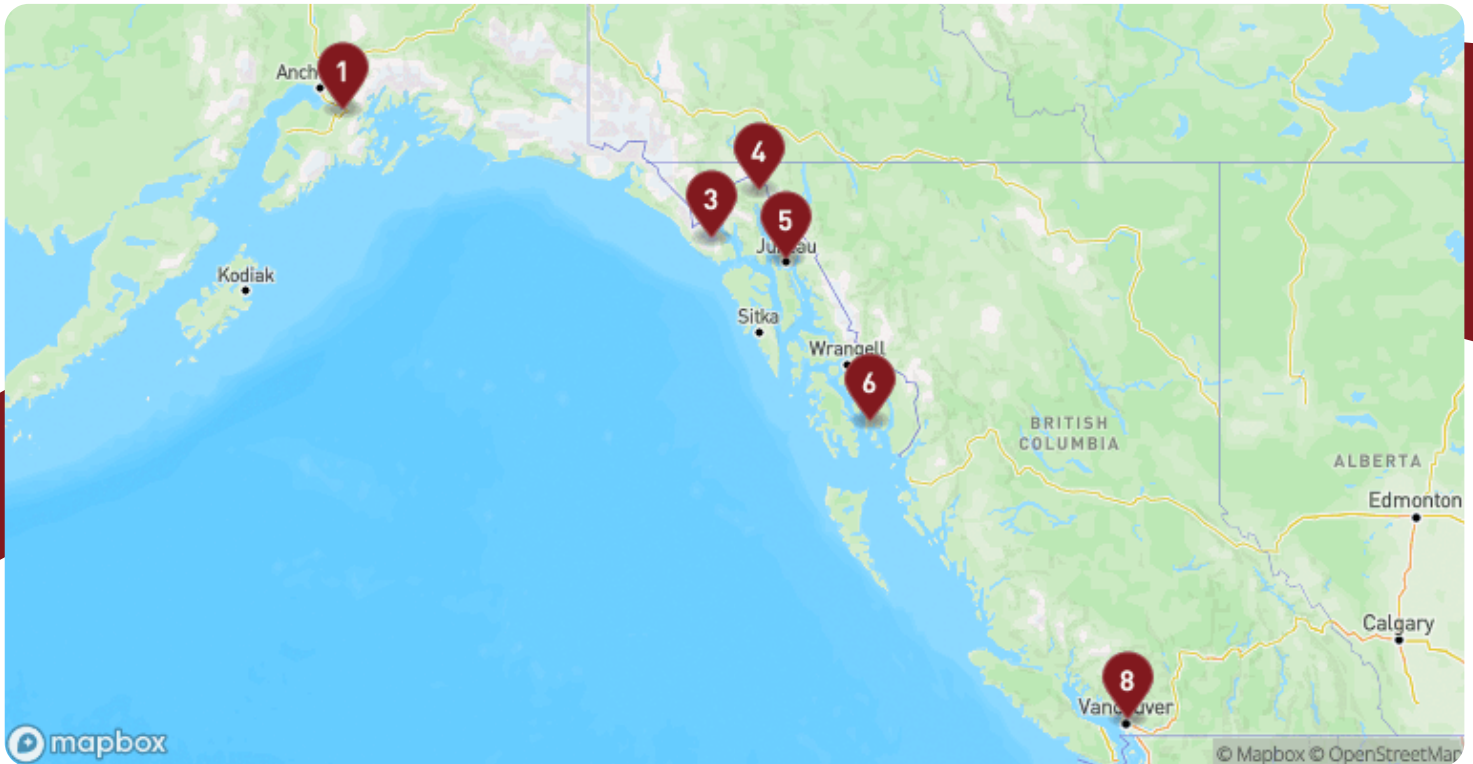 Anch
1
4
3
5
Juneau
Kodiak
Sitka
Wrangell
6
BRITISH
COLUMBIA
ALBERTA
Edmonton
Calgary
8
Vancouver
mapbox
© Mapbox © OpenStreetMap